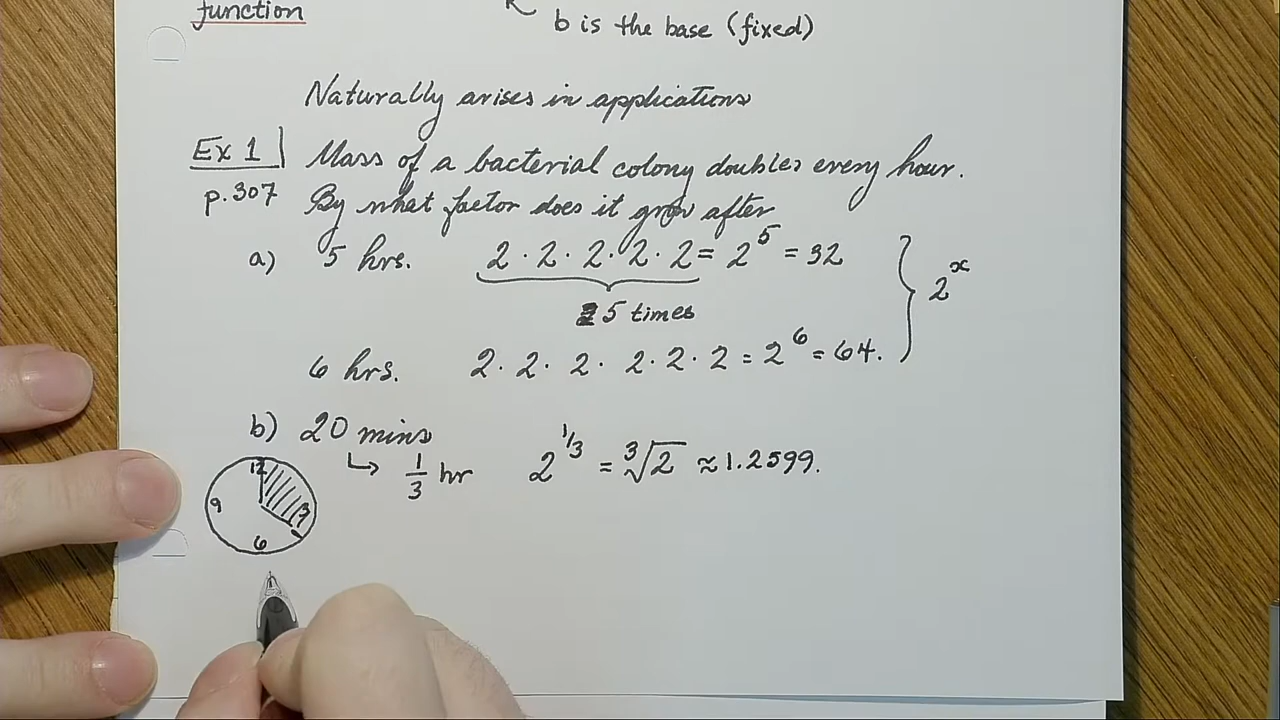 function
b is the base (fixed)
Naturally arises in applications
Ex 1 Mass of a bacterial colony doubles every hour.
p.307 By what factor does it grow after
a) 5 hrs. 2 · 2 · 2 · 2 · 2 = 2^5 = 32
2^x
5 times
6 hrs. 2 · 2 · 2 · 2 · 2 · 2 = 2^6 = 64.
b) 20 mins
↳ 1/3 hr 2^{1/3} = ∛2 ≈ 1.2599.
12
9 3
6